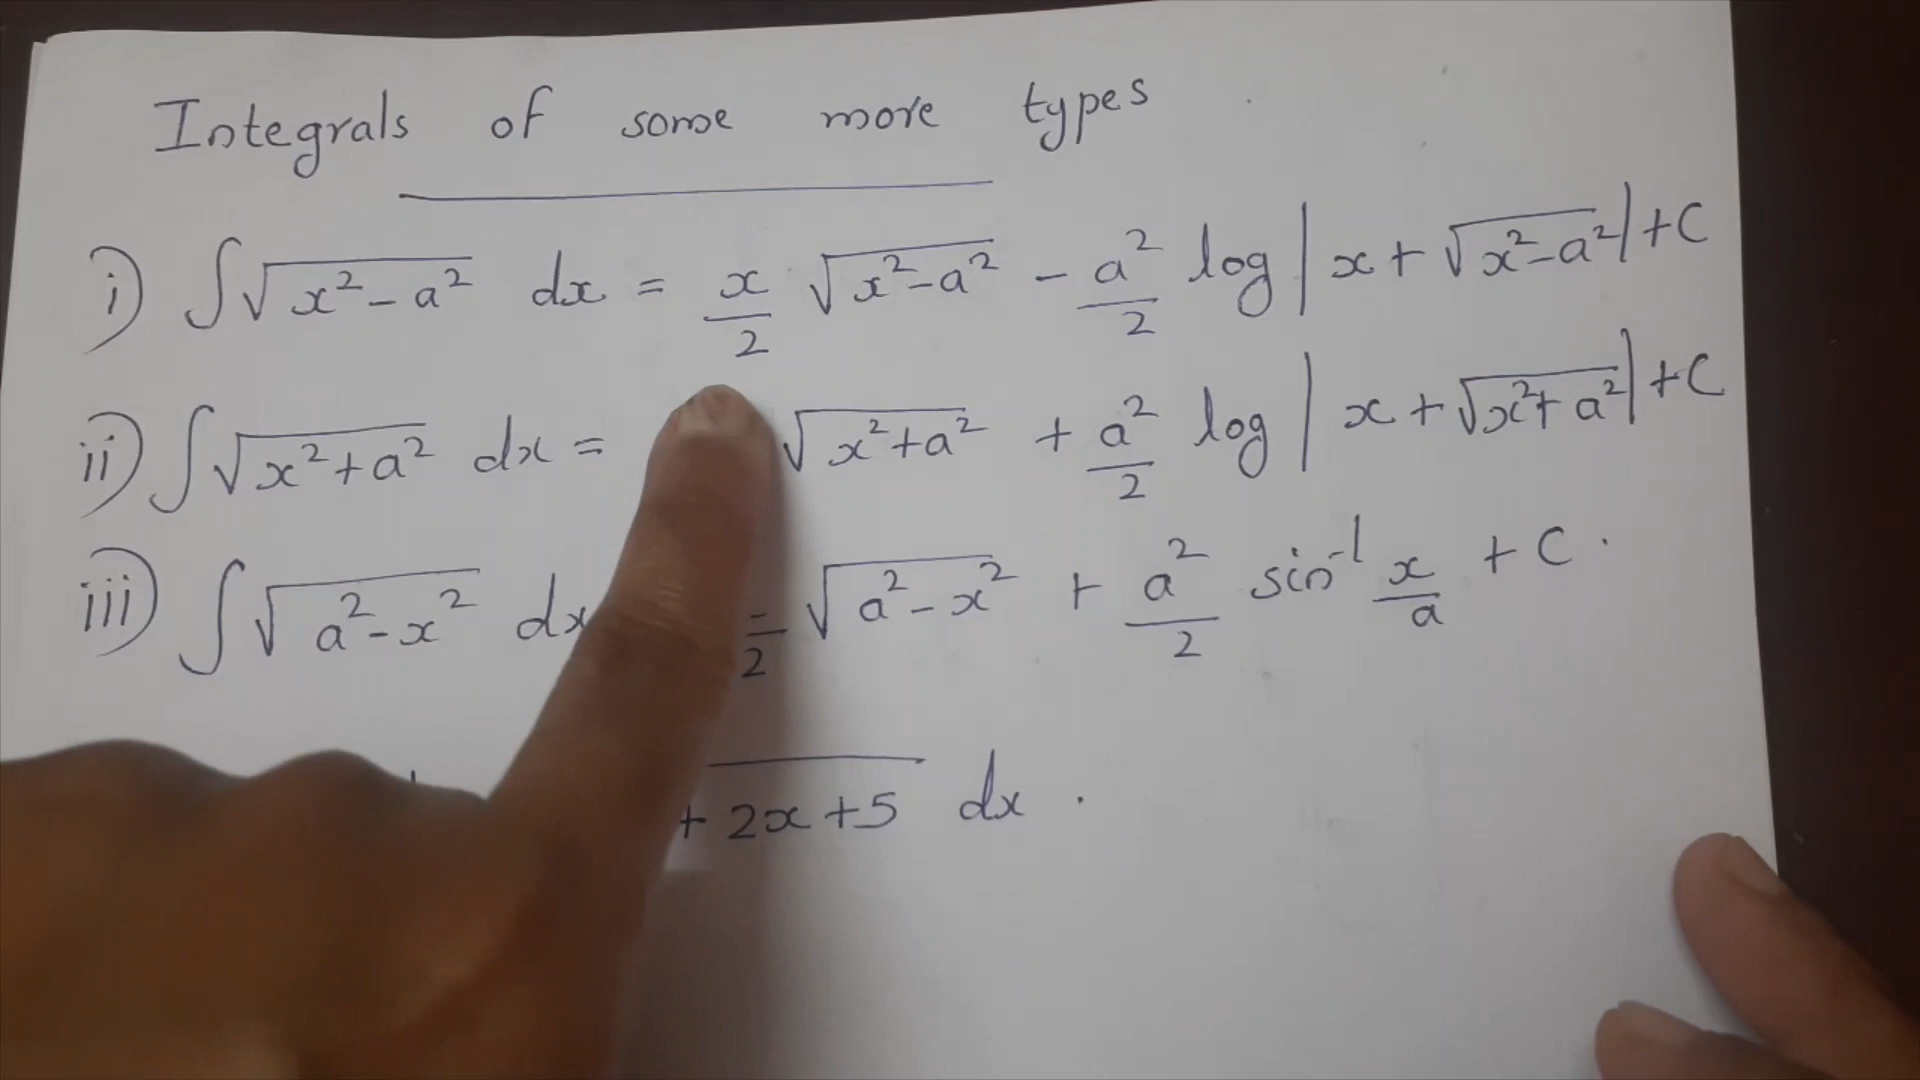 Integrals of some more types
i) ∫√(x²-a²) dx = x/2 √(x²-a²) - a²/2 log|x+√(x²-a²)|+C
ii) ∫√(x²+a²) dx = √(x²+a²) + a²/2 log|x+√(x²+a²)|+C
iii) ∫√(a²-x²) dx /2 √(a²-x²) + a²/2 sin⁻¹ x/a + C.
+ 2x+5 dx.